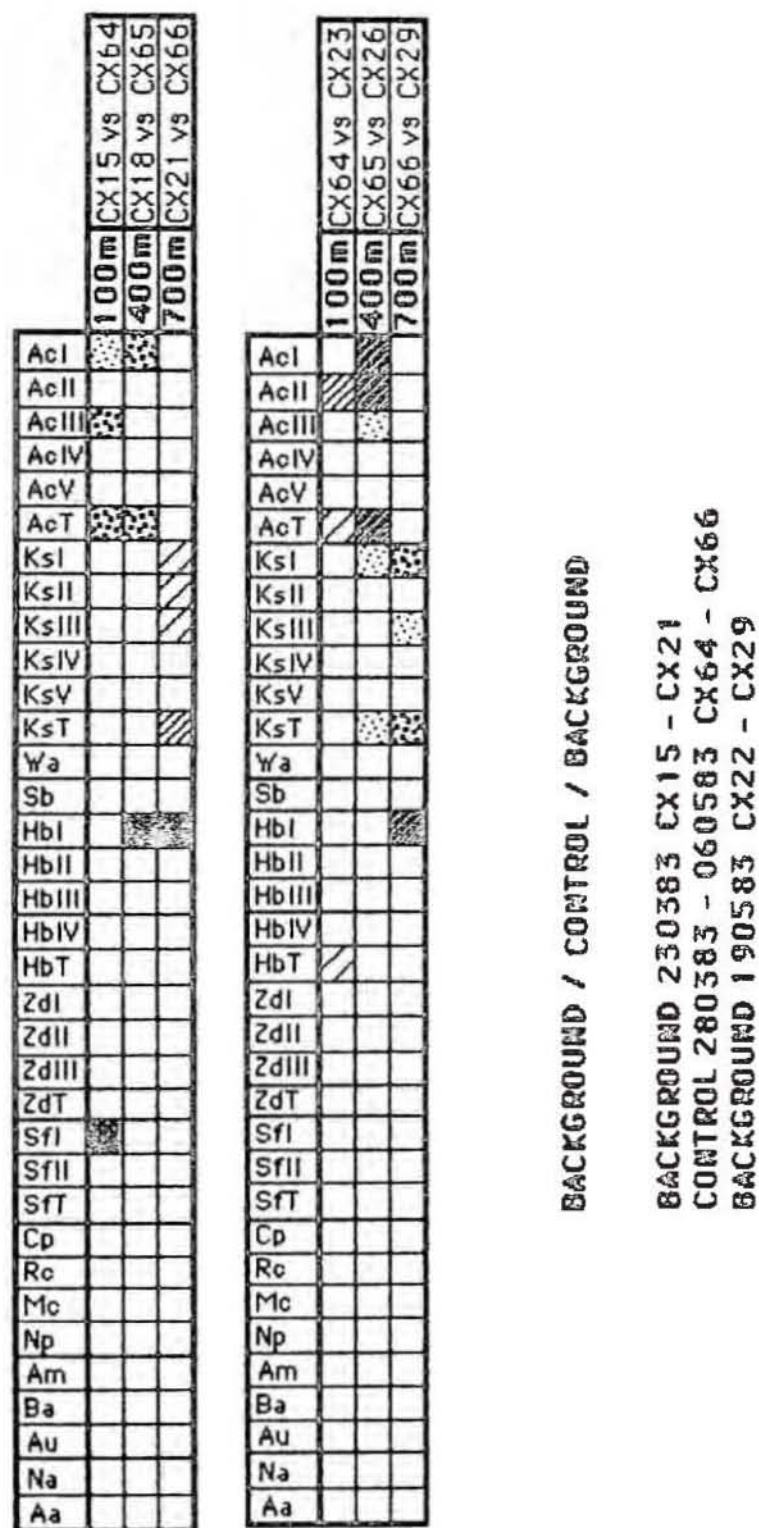 100m CX15 vs CX64
400m CX18 vs CX65
700m CX21 vs CX66
AcI
AcII
AcIII
AcIV
AcV
AcT
KsI
KsII
KsIII
KsIV
KsV
KsT
Wa
Sb
HbI
HbII
HbIII
HbIV
HbT
ZdI
ZdII
ZdIII
ZdT
SfI
SfII
SfT
Cp
Rc
Mc
Np
Am
Ba
Au
Na
Aa
100m CX64 vs CX23
400m CX65 vs CX26
700m CX66 vs CX29
AcI
AcII
AcIII
AcIV
AcV
AcT
KsI
KsII
KsIII
KsIV
KsV
KsT
Wa
Sb
HbI
HbII
HbIII
HbIV
HbT
ZdI
ZdII
ZdIII
ZdT
SfI
SfII
SfT
Cp
Rc
Mc
Np
Am
Ba
Au
Na
Aa
BACKGROUND / CONTROL / BACKGROUND
BACKGROUND 230383 CX15 - CX21
CONTROL 280383 - 060583 CX64 - CX66
BACKGROUND 190583 CX22 - CX29